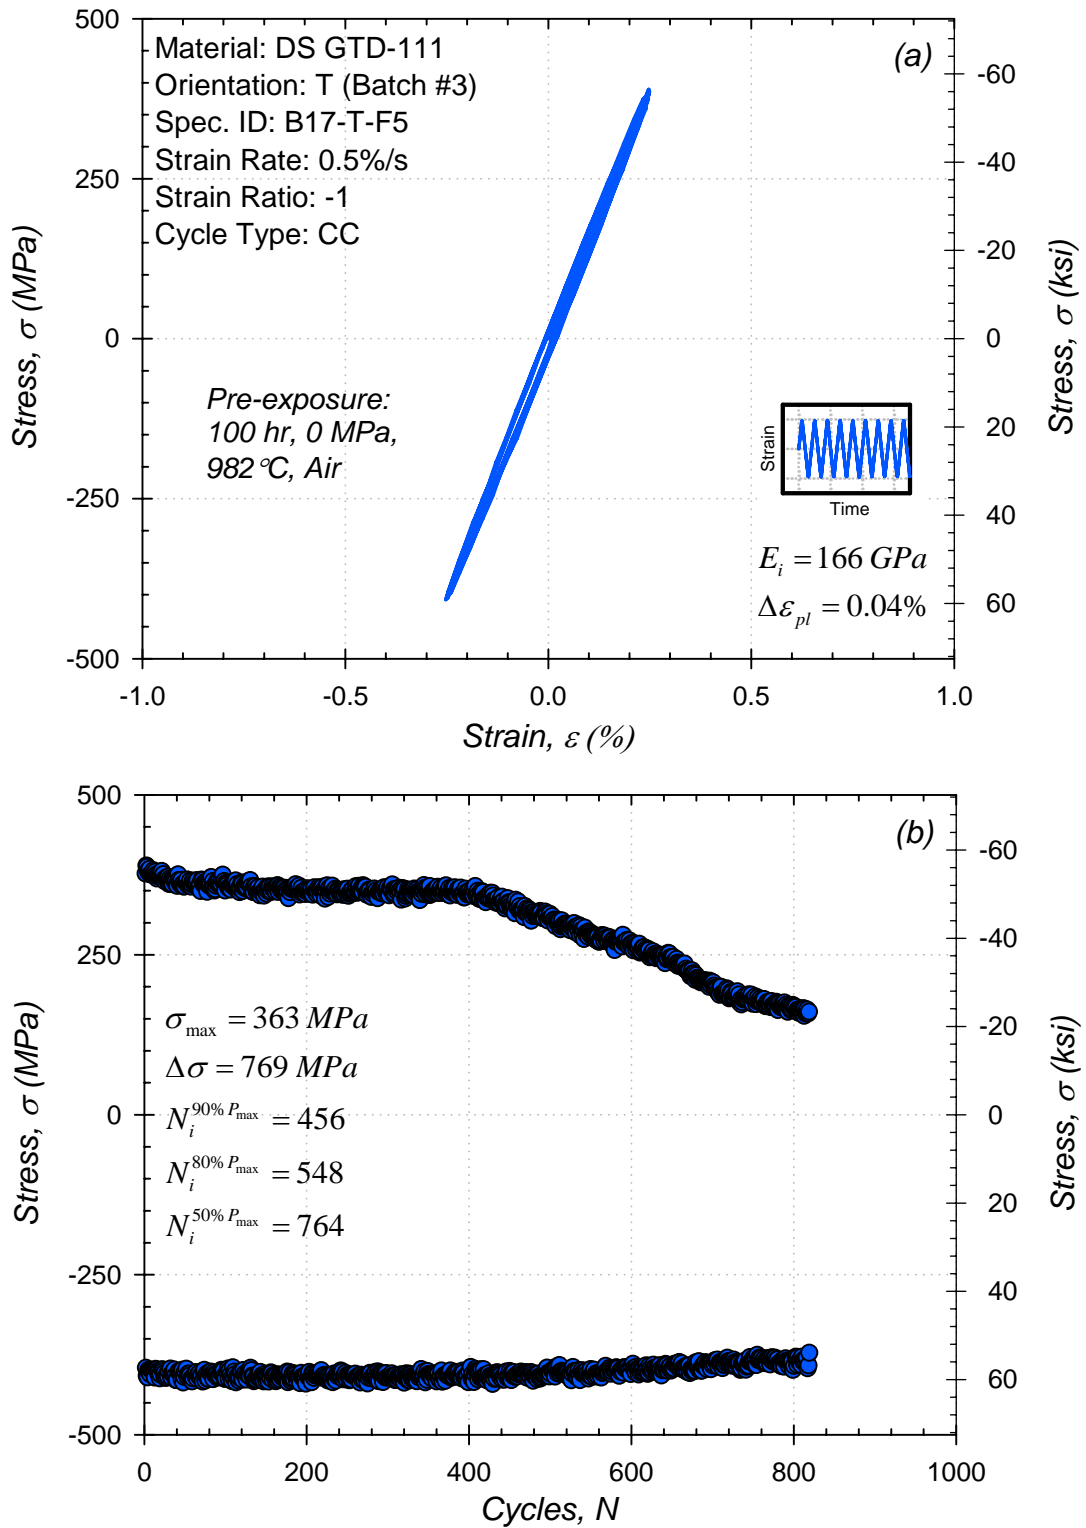 500
250
0
-250
-500
Stress, σ (MPa)
Material: DS GTD-111
Orientation: T (Batch #3)
Spec. ID: B17-T-F5
Strain Rate: 0.5%/s
Strain Ratio: -1
Cycle Type: CC
(a)
Pre-exposure:
100 hr, 0 MPa,
982°C, Air
Strain
Time
E_i = 166 GPa
Δε_pl = 0.04%
-60
-40
-20
0
20
40
60
Stress, σ (ksi)
-1.0 -0.5 0.0 0.5 1.0
Strain, ε (%)
500
250
0
-250
-500
Stress, σ (MPa)
(b)
σ_max = 363 MPa
Δσ = 769 MPa
N_i^90% P_max = 456
N_i^80% P_max = 548
N_i^50% P_max = 764
-60
-40
-20
0
20
40
60
Stress, σ (ksi)
0 200 400 600 800 1000
Cycles, N